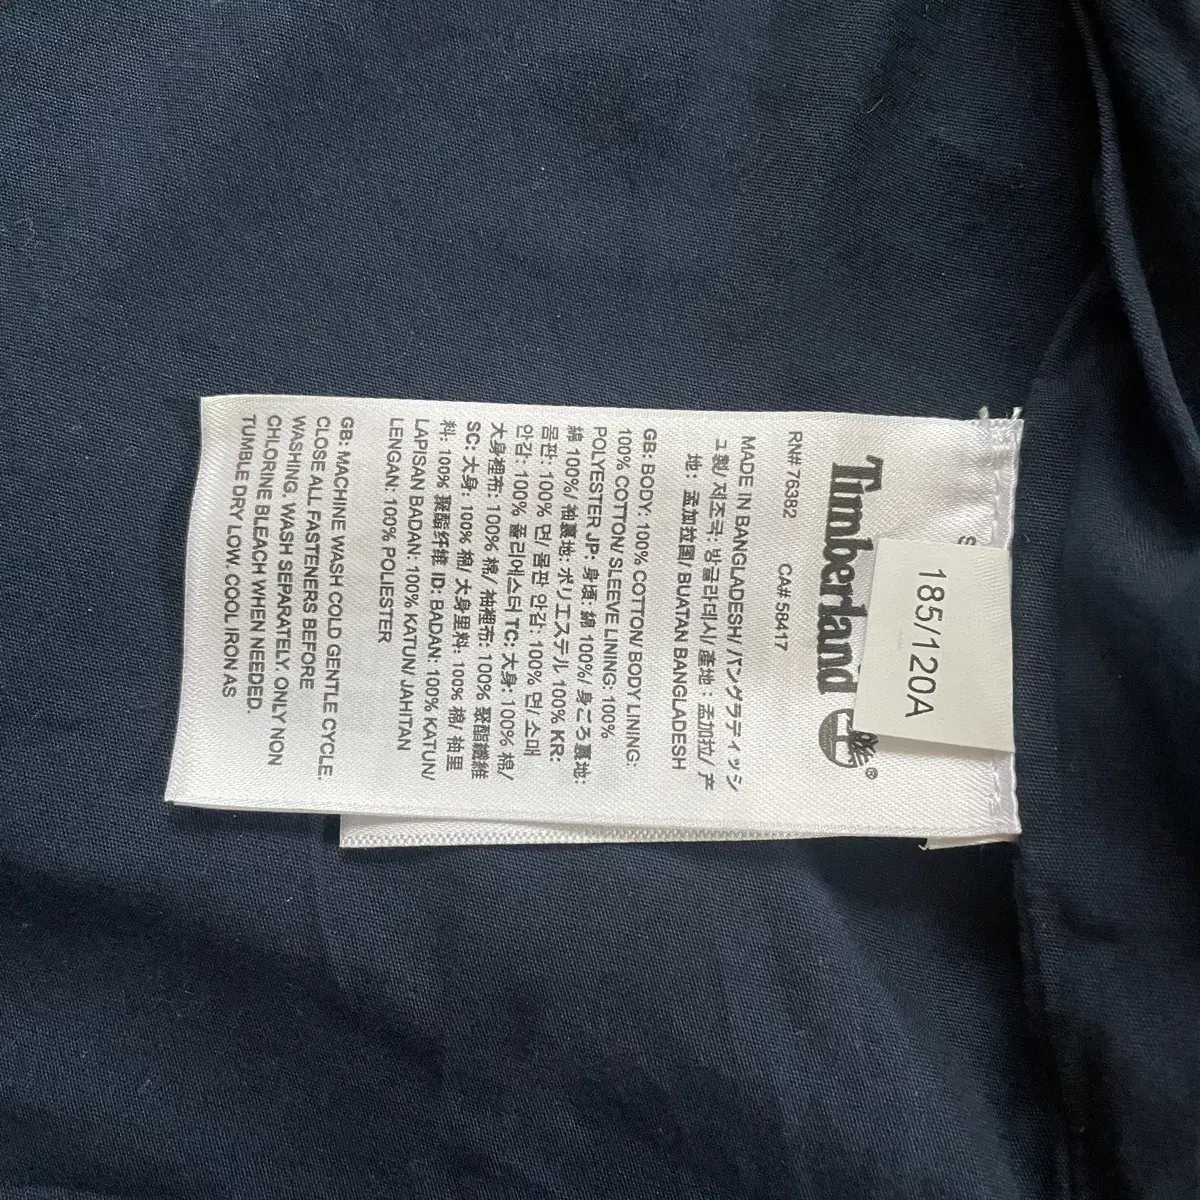 185/120A
S
Timberland ®
RN# 76382 CA# 58417
MADE IN BANGLADESH/ バングラディッシ
ュ製/ 제조국: 방글라데시/ 產地：孟加拉/ 产
地：孟加拉国/ BUATAN BANGLADESH
GB: BODY: 100% COTTON/ BODY LINING:
100% COTTON/ SLEEVE LINING: 100%
POLYESTER JP: 身頃: 綿 100%/ 身ごろ裏地:
綿 100%/ 袖裏地: ポリエステル 100% KR:
몸판: 100% 면/ 몸판 안감: 100% 면/ 소매
안감: 100% 폴리에스터 TC: 大身: 100% 棉/
大身裡布: 100% 棉/ 袖裡布: 100% 聚酯纖維
SC: 大身: 100% 棉/ 大身里料: 100% 棉/ 袖里
料: 100% 聚酯纤维 ID: BADAN: 100% KATUN/
LAPISAN BADAN: 100% KATUN/ JAHITAN
LENGAN: 100% POLIESTER
GB: MACHINE WASH COLD GENTLE CYCLE.
CLOSE ALL FASTENERS BEFORE
WASHING. WASH SEPARATELY. ONLY NON
CHLORINE BLEACH WHEN NEEDED.
TUMBLE DRY LOW. COOL IRON AS